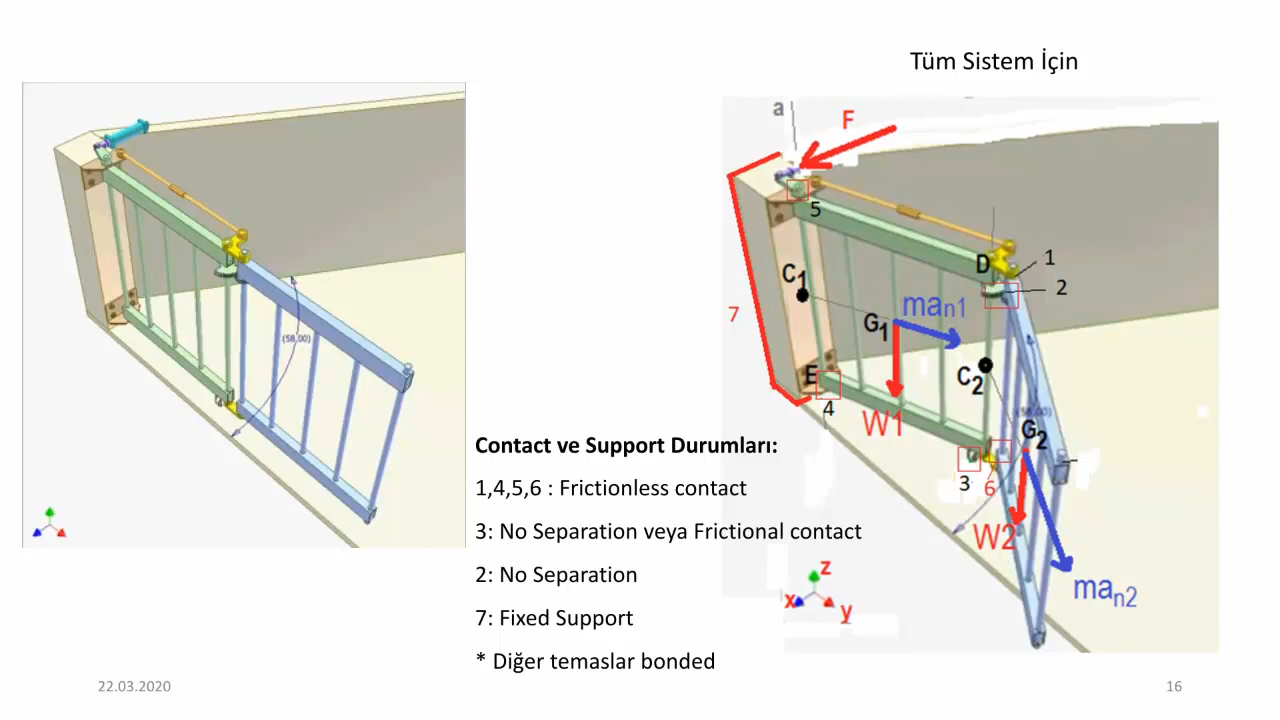 Tüm Sistem İçin
(58.00)
a
F
5
D
1
2
C1
7
man1
G1
E
C2
4
W1
(58.00)
G2
3
6
W2
man2
z
x
y
Contact ve Support Durumları:
1,4,5,6 : Frictionless contact
3: No Separation veya Frictional contact
2: No Separation
7: Fixed Support
* Diğer temaslar bonded
22.03.2020
16